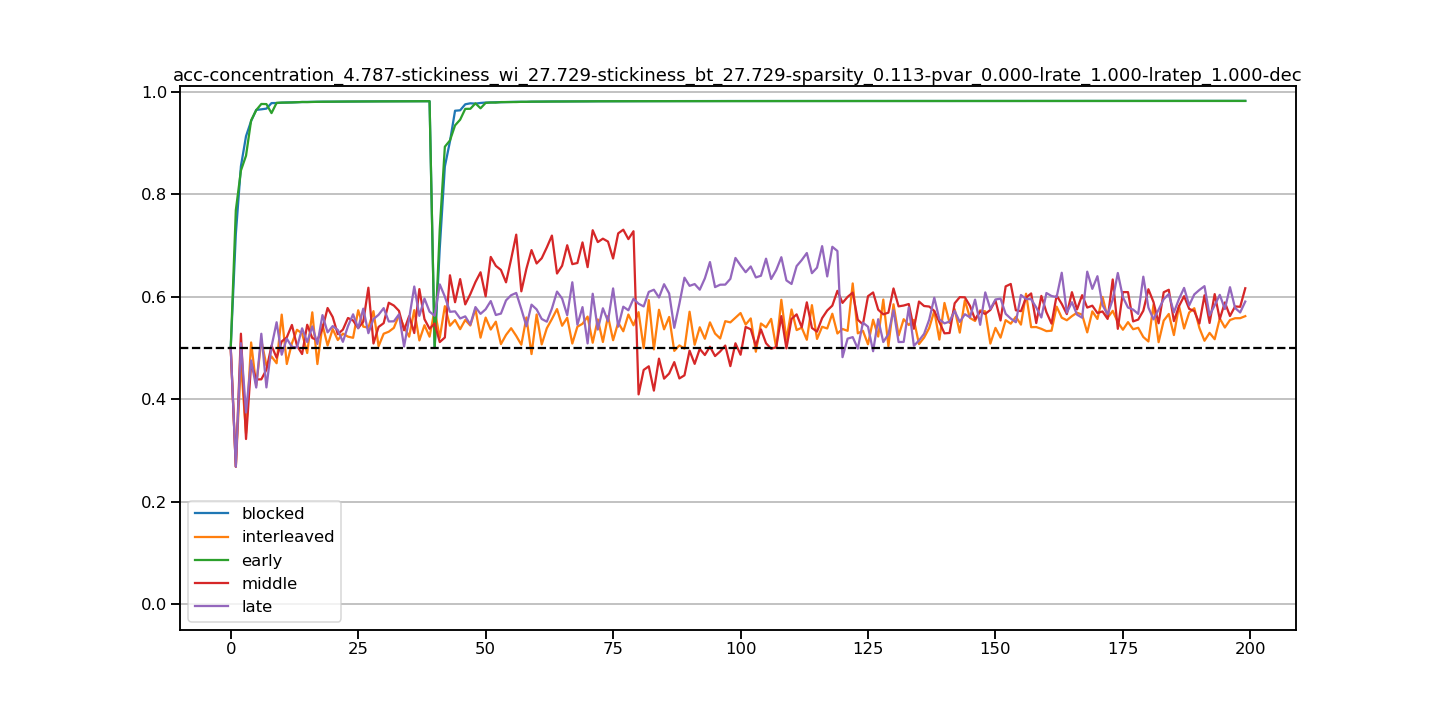 acc-concentration_4.787-stickiness_wi_27.729-stickiness_bt_27.729-sparsity_0.113-pvar_0.000-lrate_1.000-lratep_1.000-dec
1.0
0.8
0.6
0.4
0.2
0.0
blocked
interleaved
early
middle
late
0 25 50 75 100 125 150 175 200